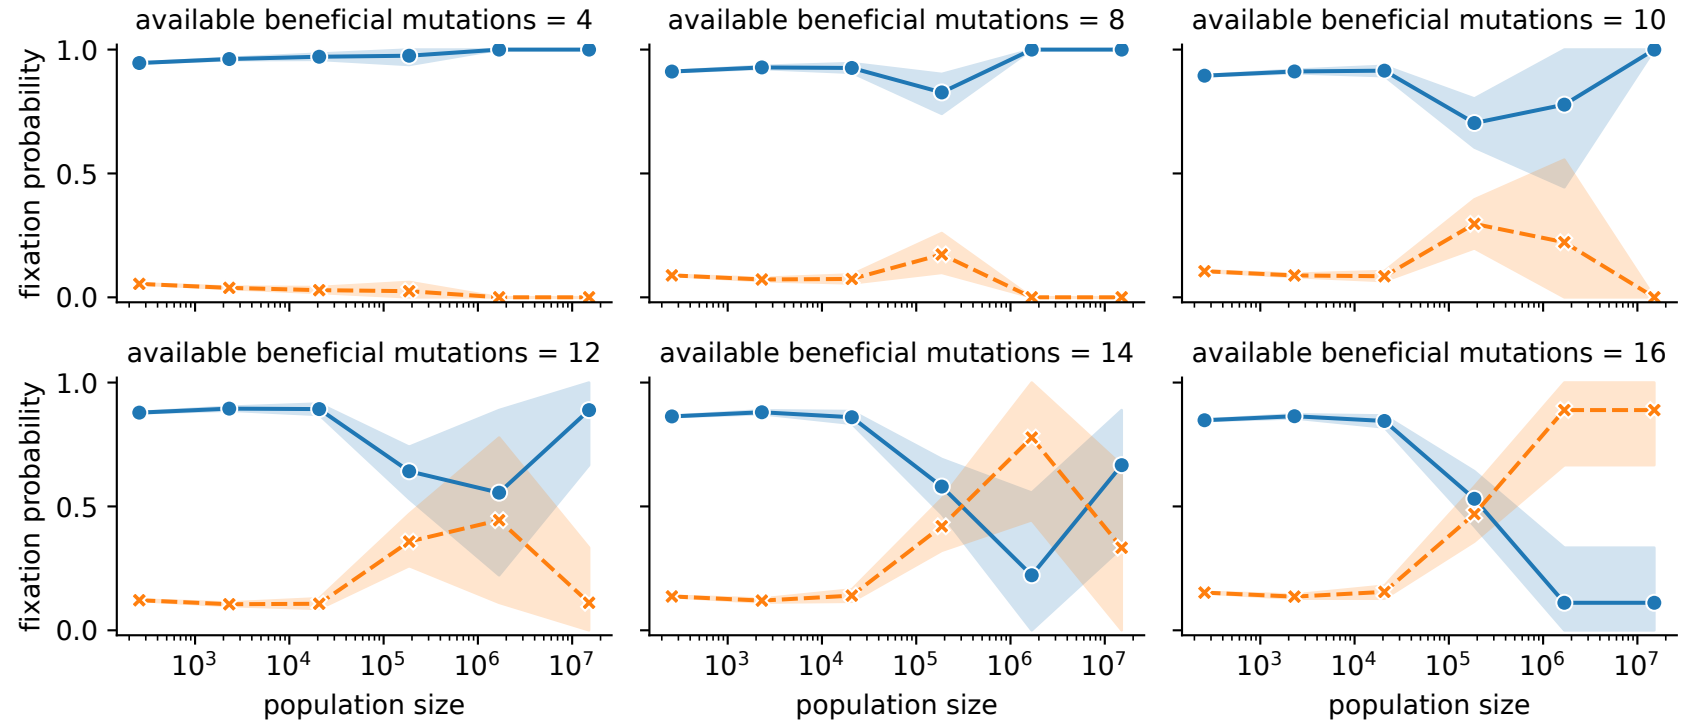 available beneficial mutations = 4
available beneficial mutations = 8
available beneficial mutations = 10
fixation probability
1.0
0.5
0.0
available beneficial mutations = 12
available beneficial mutations = 14
available beneficial mutations = 16
fixation probability
1.0
0.5
0.0
10³ 10⁴ 10⁵ 10⁶ 10⁷
10³ 10⁴ 10⁵ 10⁶ 10⁷
10³ 10⁴ 10⁵ 10⁶ 10⁷
population size
population size
population size